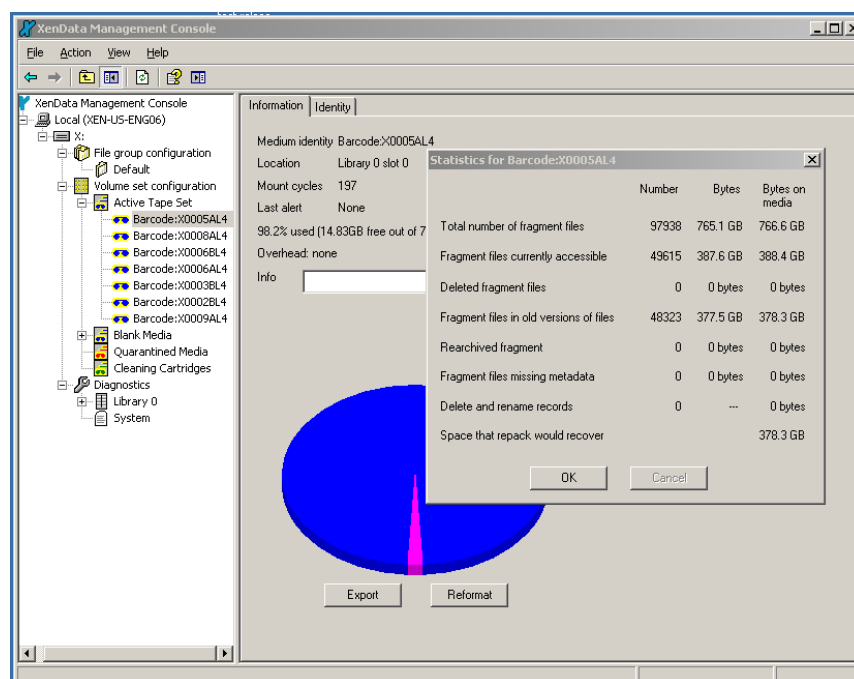 XenData Management Console
File Action View Help
XenData Management Console
Local (XEN-US-ENG06)
X:
File group configuration
Default
Volume set configuration
Active Tape Set
Barcode:X0005AL4
Barcode:X0008AL4
Barcode:X0006BL4
Barcode:X0006AL4
Barcode:X0003BL4
Barcode:X0002BL4
Barcode:X0009AL4
Blank Media
Quarantined Media
Cleaning Cartridges
Diagnostics
Library 0
System
Information Identity
Medium identity Barcode:X0005AL4
Location Library 0 slot 0
Mount cycles 197
Last alert None
98.2% used (14.83GB free out of 7
Overhead: none
Info
Statistics for Barcode:X0005AL4
Number Bytes Bytes on media
Total number of fragment files 97938 765.1 GB 766.6 GB
Fragment files currently accessible 49615 387.6 GB 388.4 GB
Deleted fragment files 0 0 bytes 0 bytes
Fragment files in old versions of files 48323 377.5 GB 378.3 GB
Rearchived fragment 0 0 bytes 0 bytes
Fragment files missing metadata 0 0 bytes 0 bytes
Delete and rename records 0 --- 0 bytes
Space that repack would recover 378.3 GB
OK Cancel
Export Reformat